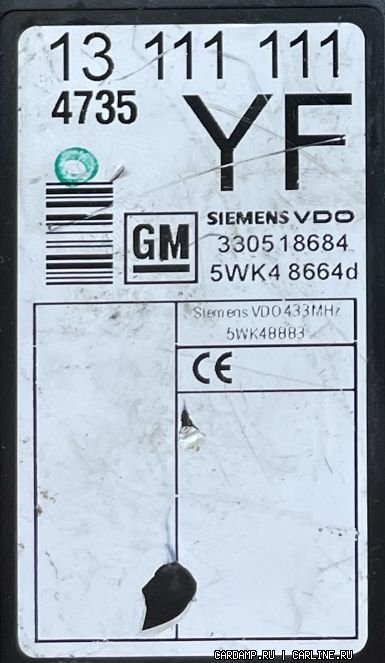 13 111 111
4735
YF
SIEMENS VDO
GM
330518684
5WK4 8664d
Siemens VDO 433MHz
5WK48883
CE
CARDAMP.RU | CARLINE.RU